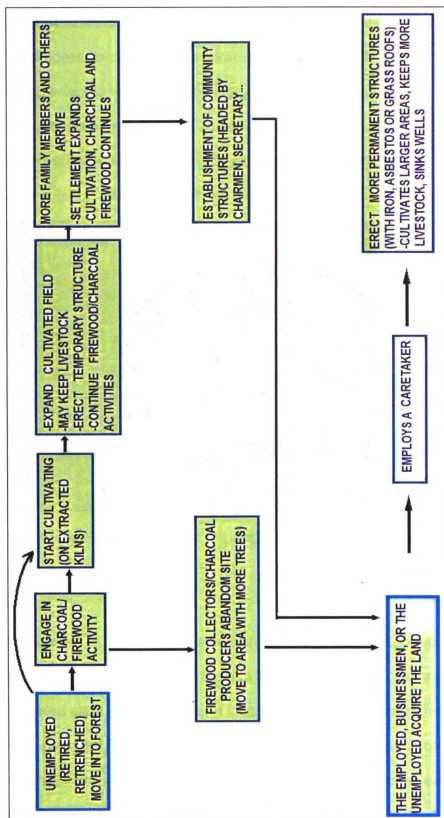 UNEMPLOYED
(RETIRED,
RETRENCHED)
MOVE INTO FOREST
ENGAGE IN
CHARCOAL/
FIREWOOD
ACTIVITY
START CULTIVATING
(ON EXTRACTED
KILNS)
-EXPAND CULTIVATED FIELD
-MAY KEEP LIVESTOCK
-ERECT TEMPORARY STRUCTURE
-CONTINUE FIREWOOD/CHARCOAL
ACTIVITIES
MORE FAMILY MEMBERS AND OTHERS
ARRIVE
-SETTLEMENT EXPANDS
-CULTIVATION, CHARCHOAL AND
FIREWOOD CONTINUES
FIREWOOD COLLECTORS/CHARCOAL
PRODUCERS ABANDOM SITE
(MOVE TO AREA WITH MORE TREES)
ESTABLISHMENT OF COMMUNITY
STRUCTURES (HEADED BY
CHAIRMEN, SECRETARY...
THE EMPLOYED, BUSINESSMEN, OR THE
UNEMPLOYED ACQUIRE THE LAND
EMPLOYS A CARETAKER
ERECT MORE PERMANENT STRUCTURES
(WITH IRON, ASBESTOS OR GRASS ROOFS)
-CULTIVATES LARGER AREAS, KEEPS MORE
LIVESTOCK, SINKS WELLS